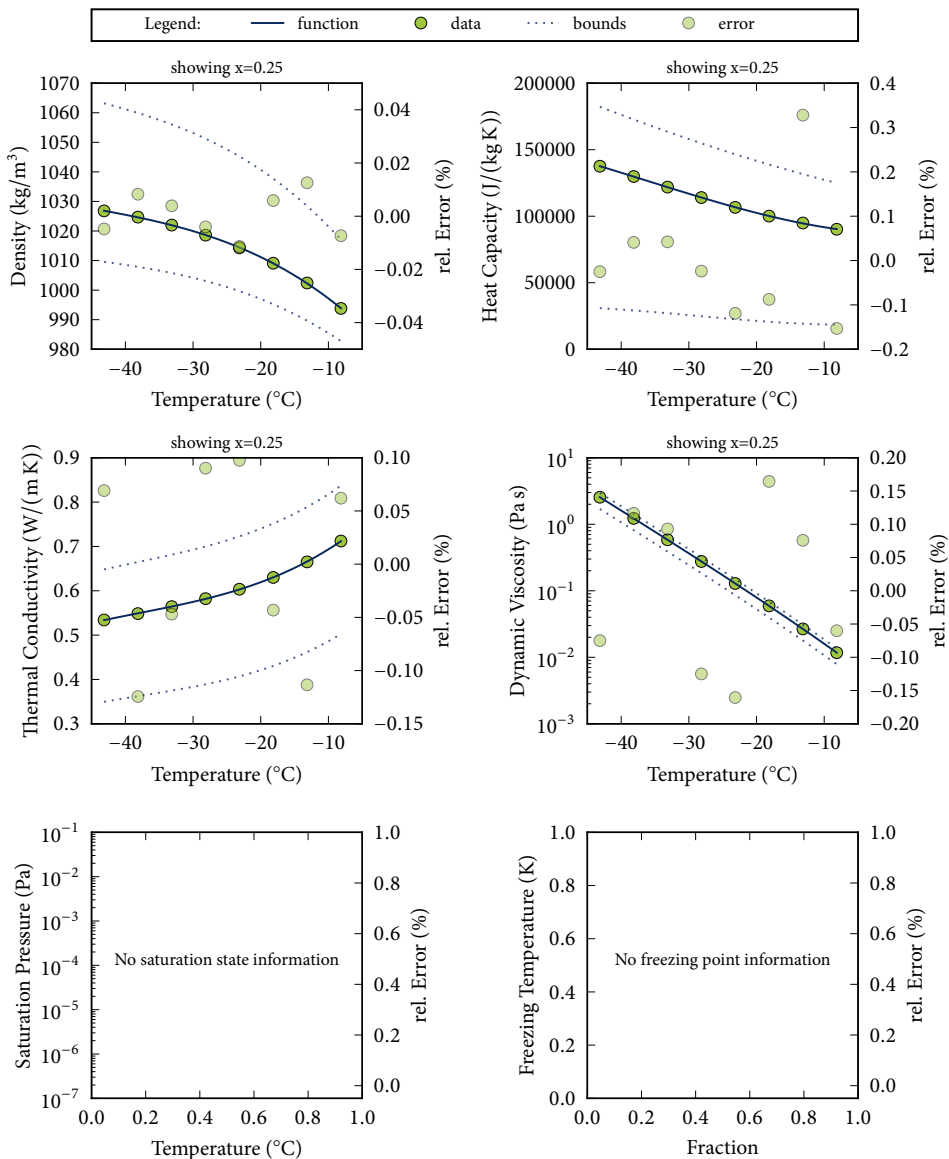 Legend: function data bounds error
showing x=0.25
1070
1060
1050
1040
1030
1020
1010
1000
990
980
Density (kg/m³)
0.04
0.02
0.00
−0.02
−0.04
rel. Error (%)
−40 −30 −20 −10
Temperature (°C)
showing x=0.25
200000
150000
100000
50000
0
Heat Capacity (J/(kg K))
0.4
0.3
0.2
0.1
0.0
−0.1
−0.2
rel. Error (%)
−40 −30 −20 −10
Temperature (°C)
showing x=0.25
0.9
0.8
0.7
0.6
0.5
0.4
0.3
Thermal Conductivity (W/(m K))
0.10
0.05
0.00
−0.05
−0.10
−0.15
rel. Error (%)
−40 −30 −20 −10
Temperature (°C)
showing x=0.25
10¹
10⁰
10⁻¹
10⁻²
10⁻³
Dynamic Viscosity (Pa s)
0.20
0.15
0.10
0.05
0.00
−0.05
−0.10
−0.15
−0.20
rel. Error (%)
−40 −30 −20 −10
Temperature (°C)
10⁻¹
10⁻²
10⁻³
10⁻⁴
10⁻⁵
10⁻⁶
10⁻⁷
Saturation Pressure (Pa)
No saturation state information
1.0
0.8
0.6
0.4
0.2
0.0
rel. Error (%)
0.0 0.2 0.4 0.6 0.8 1.0
Temperature (°C)
1.0
0.8
0.6
0.4
0.2
0.0
Freezing Temperature (K)
No freezing point information
1.0
0.8
0.6
0.4
0.2
0.0
rel. Error (%)
0.0 0.2 0.4 0.6 0.8 1.0
Fraction